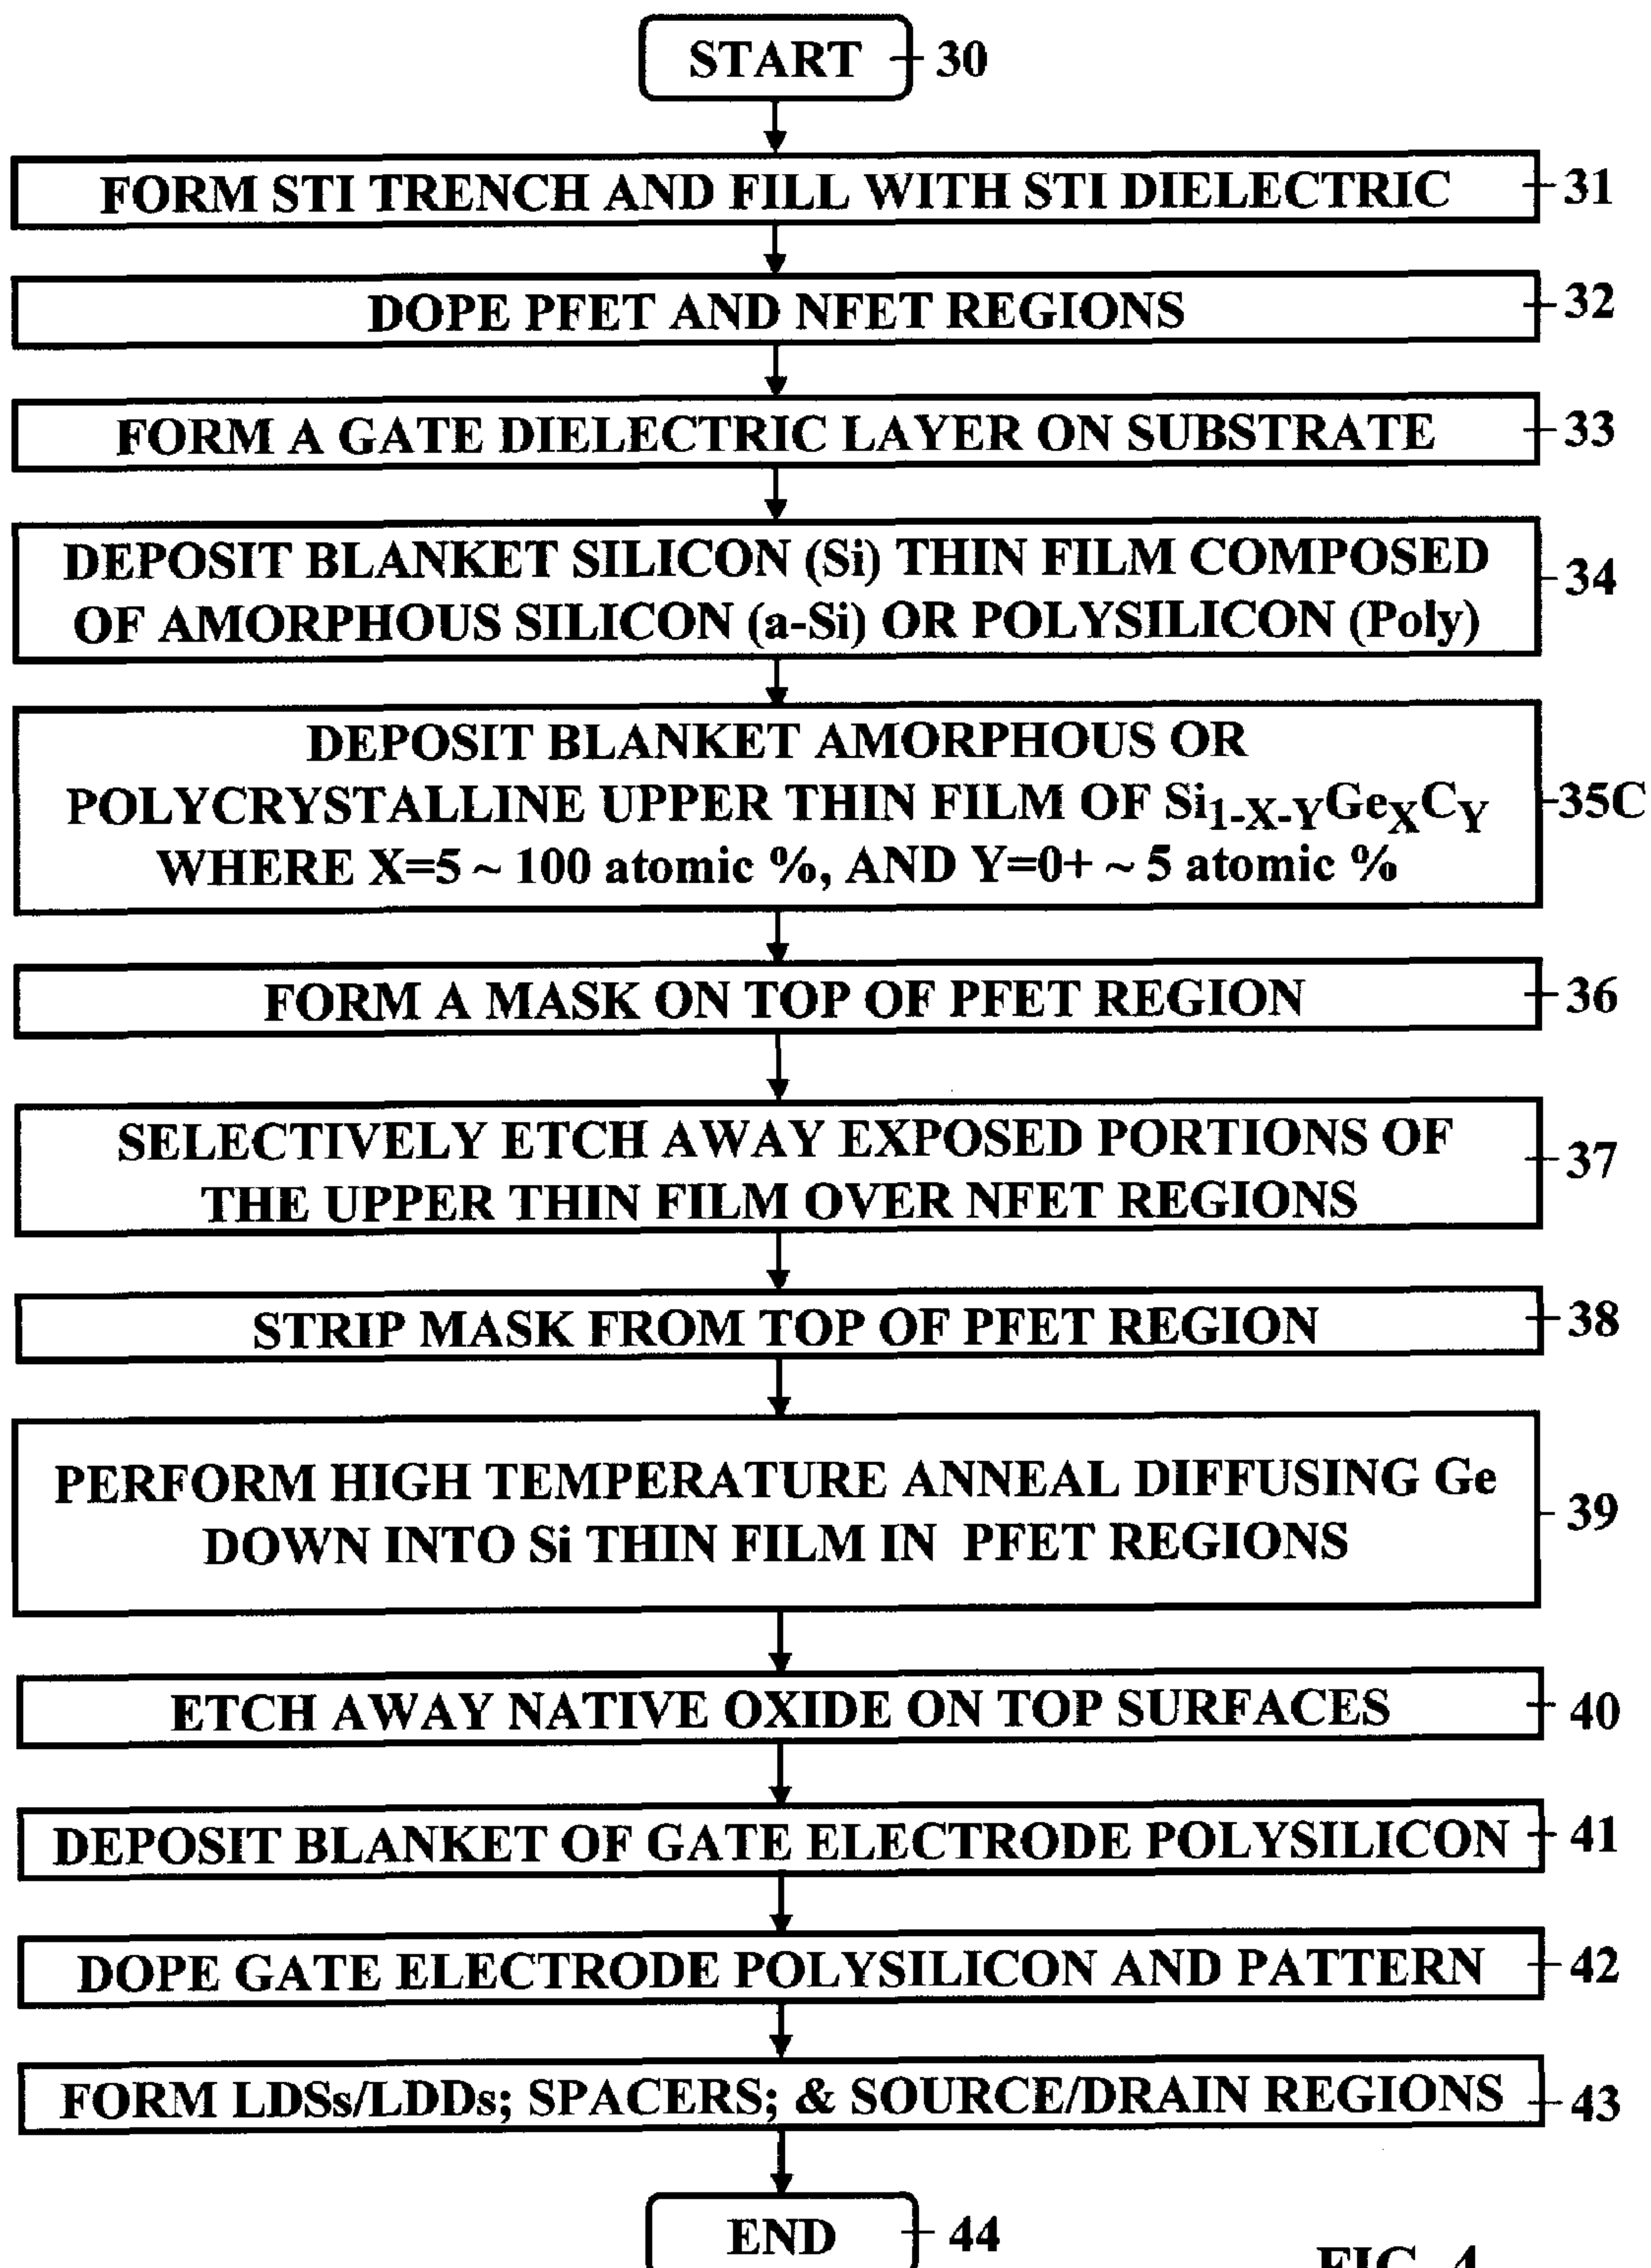 START 30
FORM STI TRENCH AND FILL WITH STI DIELECTRIC 31
DOPE PFET AND NFET REGIONS 32
FORM A GATE DIELECTRIC LAYER ON SUBSTRATE 33
DEPOSIT BLANKET SILICON (Si) THIN FILM COMPOSED
OF AMORPHOUS SILICON (a-Si) OR POLYSILICON (Poly)
34
DEPOSIT BLANKET AMORPHOUS OR
POLYCRYSTALLINE UPPER THIN FILM OF Si1-X-YGeXCY
WHERE X=5 ~ 100 atomic %, AND Y=0+ ~ 5 atomic %
35C
FORM A MASK ON TOP OF PFET REGION 36
SELECTIVELY ETCH AWAY EXPOSED PORTIONS OF
THE UPPER THIN FILM OVER NFET REGIONS
37
STRIP MASK FROM TOP OF PFET REGION 38
PERFORM HIGH TEMPERATURE ANNEAL DIFFUSING Ge
DOWN INTO Si THIN FILM IN PFET REGIONS
39
ETCH AWAY NATIVE OXIDE ON TOP SURFACES 40
DEPOSIT BLANKET OF GATE ELECTRODE POLYSILICON 41
DOPE GATE ELECTRODE POLYSILICON AND PATTERN 42
FORM LDSs/LDDs; SPACERS; & SOURCE/DRAIN REGIONS 43
END 44
FIG. 4